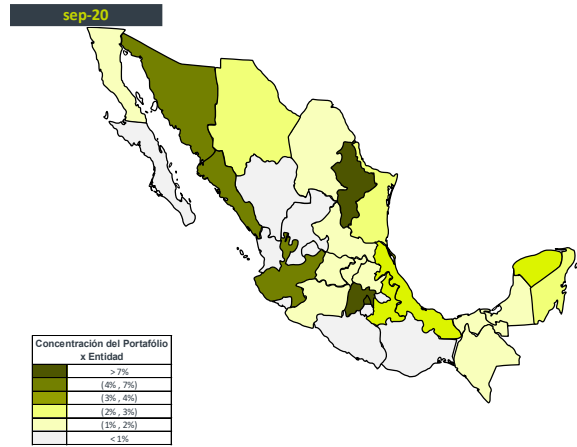 sep-20
Concentración del Portafólio
x Entidad
>7%
(4% , 7%)
(3% , 4%)
(2% , 3%)
(1% , 2%)
<1%